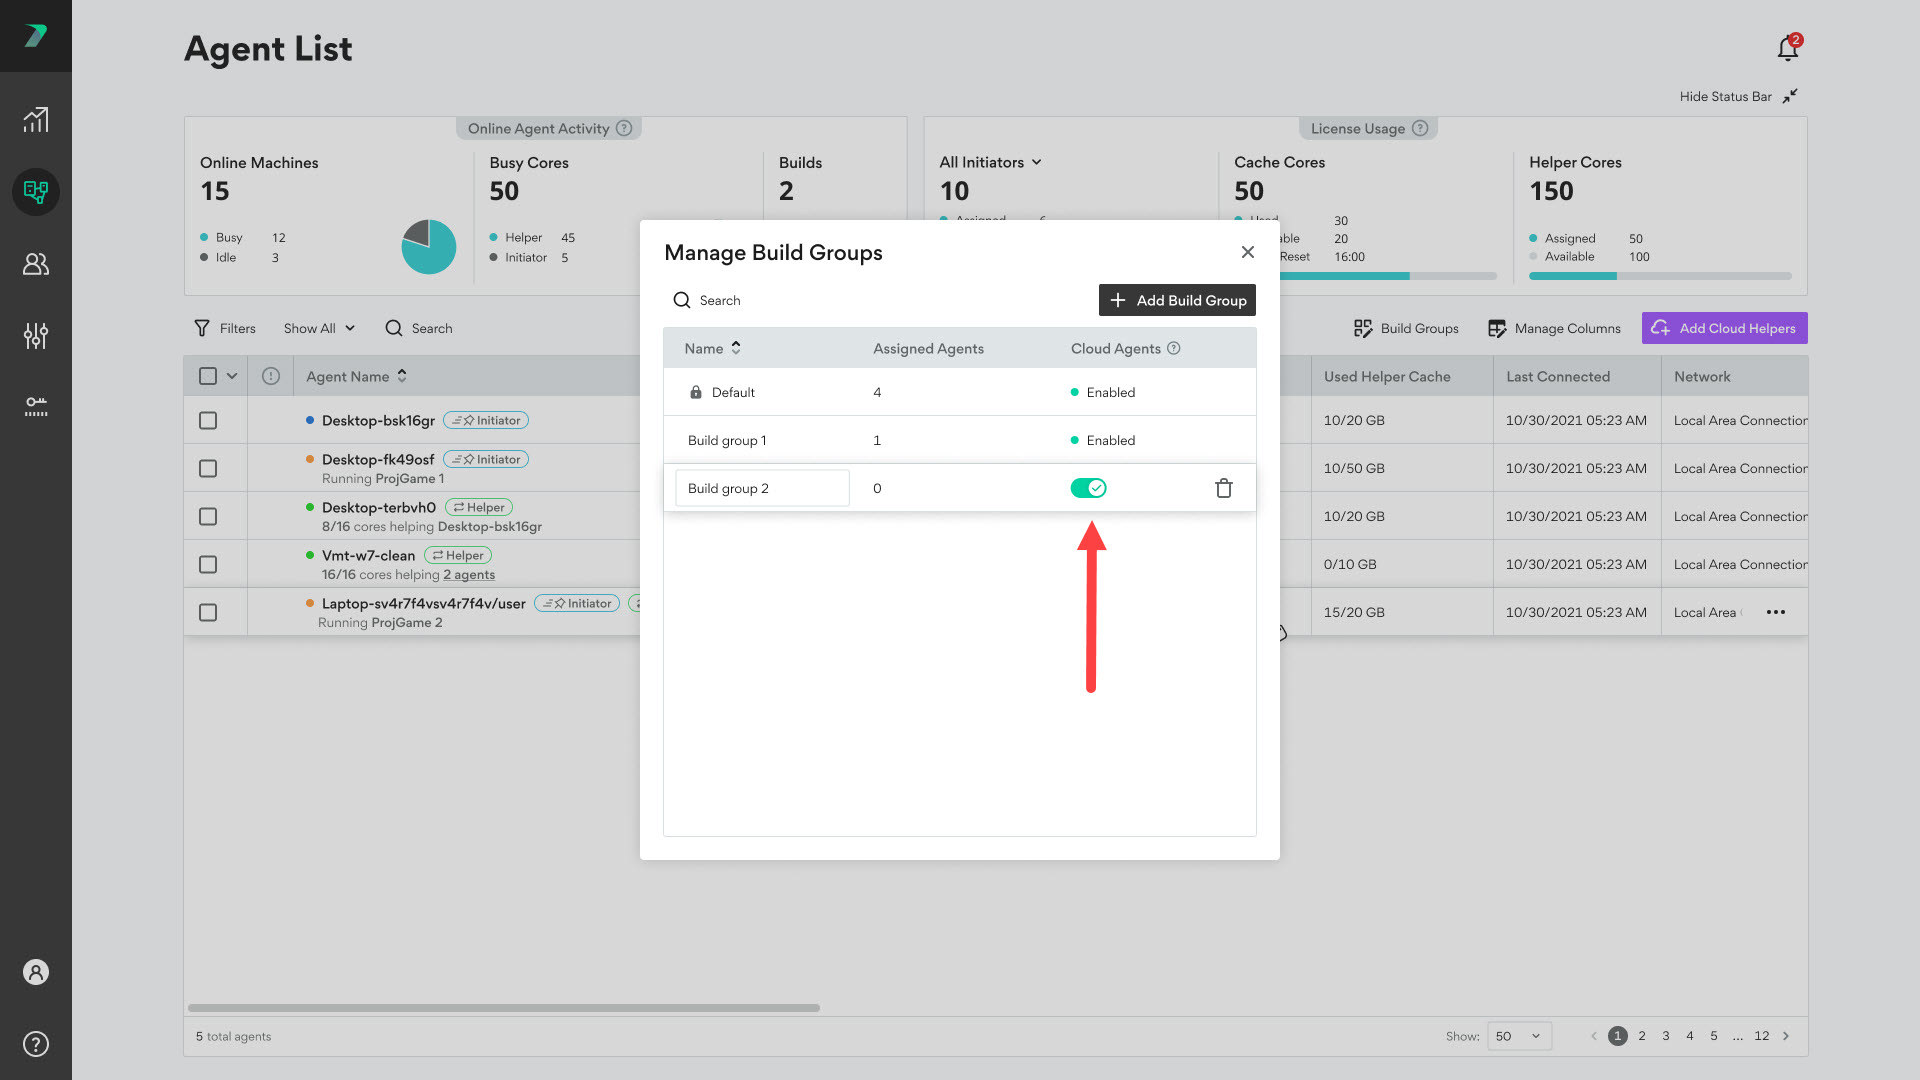 Agent List
2
Hide Status Bar
Online Agent Activity ?
License Usage ?
Online Machines
15
Busy 12
Idle 3
Busy Cores
50
Helper 45
Initiator 5
Builds
2
All Initiators
10
Cache Cores
50
30
20
Reset 16:00
Helper Cores
150
Assigned 50
Available 100
Filters
Show All
Search
Build Groups
Manage Columns
Add Cloud Helpers
Agent Name
Used Helper Cache
Last Connected
Network
Desktop-bsk16gr Initiator
10/20 GB
10/30/2021 05:23 AM
Local Area Connection
Desktop-fk49osf Initiator
Running ProjGame 1
10/50 GB
10/30/2021 05:23 AM
Local Area Connection
Desktop-terbvh0 Helper
8/16 cores helping Desktop-bsk16gr
10/20 GB
10/30/2021 05:23 AM
Local Area Connection
Vmt-w7-clean Helper
16/16 cores helping 2 agents
0/10 GB
10/30/2021 05:23 AM
Local Area Connection
Laptop-sv4r7f4vsv4r7f4v/user Initiator
Running ProjGame 2
15/20 GB
10/30/2021 05:23 AM
Local Area
Manage Build Groups
Search
Add Build Group
Name
Assigned Agents
Cloud Agents ?
Default 4 Enabled
Build group 1 1 Enabled
Build group 2 0
5 total agents
Show: 50
1 2 3 4 5 ... 12
?